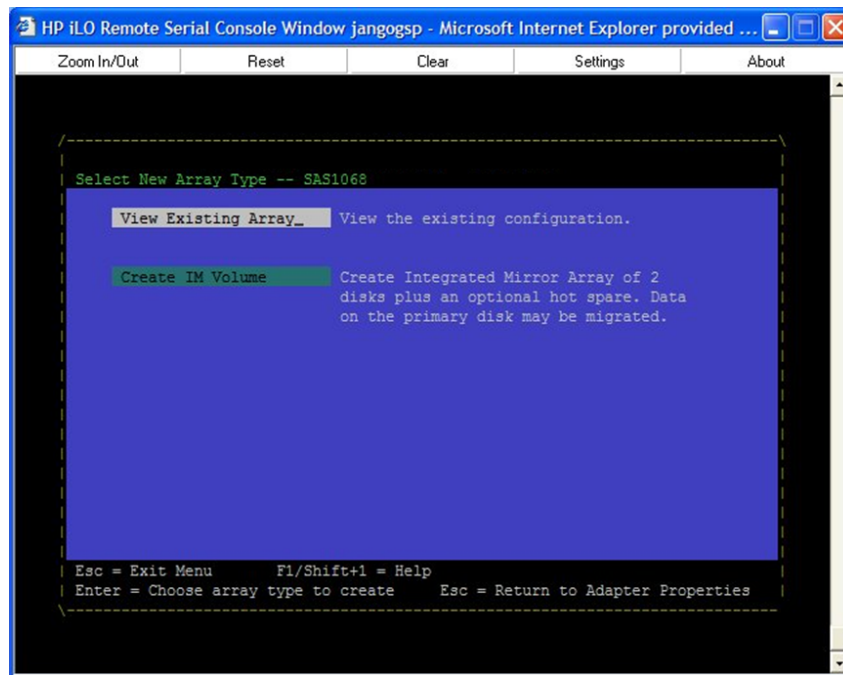 HP iLO Remote Serial Console Window jangogsp - Microsoft Internet Explorer provided ...
Zoom In/Out Reset Clear Settings About
Select New Array Type -- SAS1068
View Existing Array_ View the existing configuration.
Create IM Volume Create Integrated Mirror Array of 2
disks plus an optional hot spare. Data
on the primary disk may be migrated.
Esc = Exit Menu F1/Shift+1 = Help
Enter = Choose array type to create Esc = Return to Adapter Properties